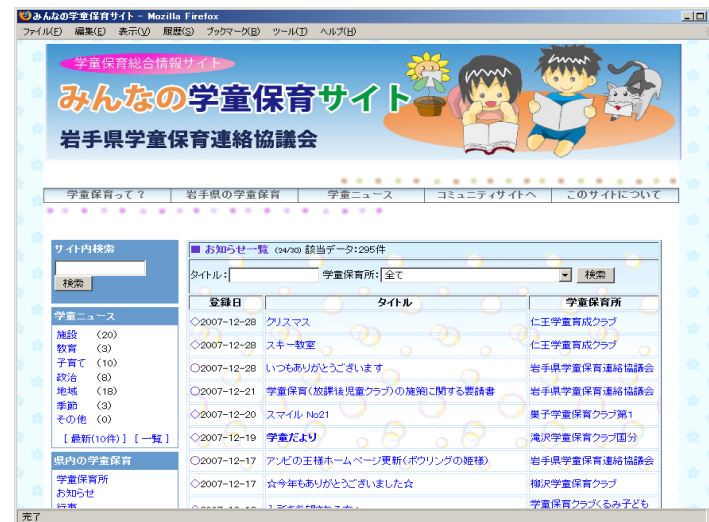 みんなの学童保育サイト - Mozilla Firefox
ファイル(F) 編集(E) 表示(V) 履歴(S) ブックマーク(B) ツール(T) ヘルプ(H)
学童保育総合情報サイト
みんなの学童保育サイト
岩手県学童保育連絡協議会
学童保育って? 岩手県の学童保育 学童ニュース コミュニティサイトへ このサイトについて
サイト内検索
検索
学童ニュース
施設 (20)
教育 (3)
子育て (10)
政治 (8)
地域 (18)
季節 (3)
その他 (0)
[ 最新(10件) ] [ 一覧 ]
県内の学童保育
学童保育所
お知らせ
行事
■ お知らせ一覧 (24/30) 該当データ:295件
タイトル: 学童保育所: 全て 検索
登録日 タイトル 学童保育所
◇2007-12-28 クリスマス 仁王学童育成クラブ
◇2007-12-28 スキー教室 仁王学童育成クラブ
○2007-12-28 いつもありがとうございます 岩手県学童保育連絡協議会
○2007-12-21 学童保育(放課後児童クラブ)の施策に関する要請書 岩手県学童保育連絡協議会
◇2007-12-20 スマイル No21 巣子学童保育クラブ第1
◇2007-12-19 学童だより 滝沢学童保育クラブ国分
○2007-12-17 アソビの王様ホームページ更新(ボウリングの姫様) 岩手県学童保育連絡協議会
◇2007-12-17 ☆今年もありがとうございました☆ 柳沢学童保育クラブ
学童保育クラブくるみ子ども
完了